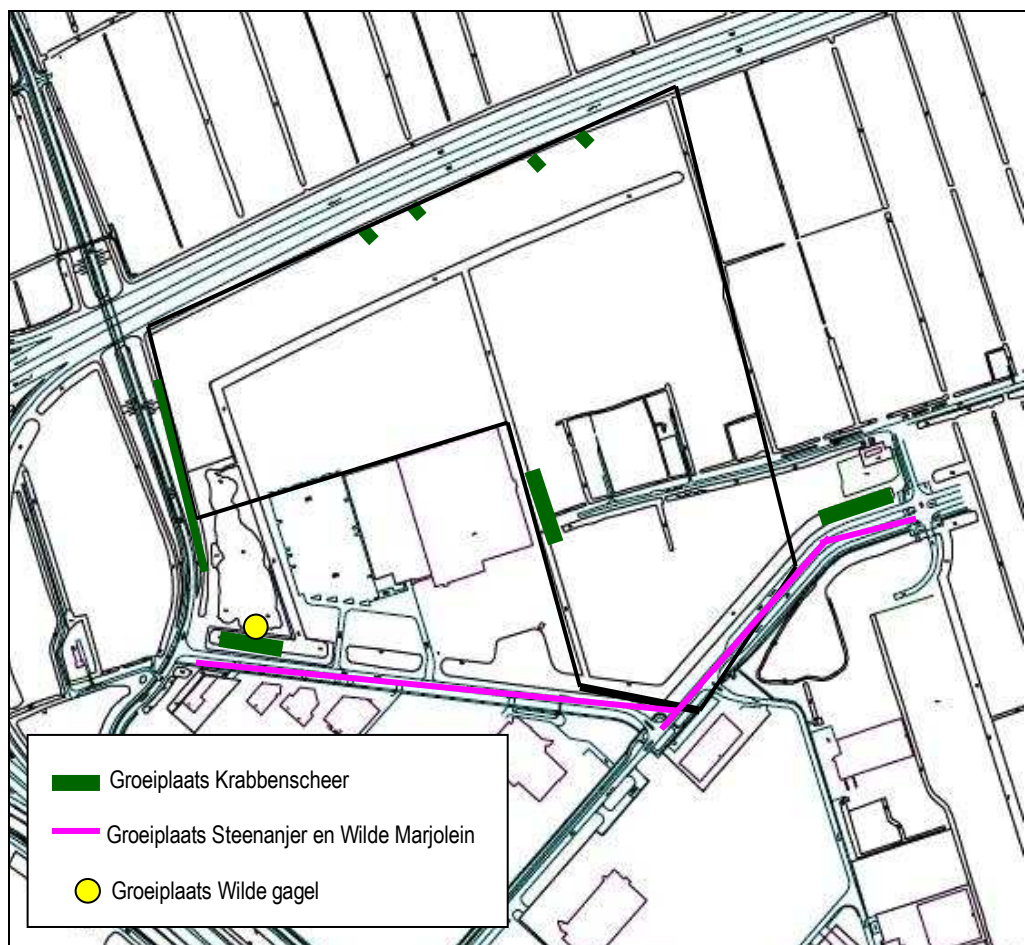 Groeiplaats Krabbenscheer
Groeiplaats Steenanjer en Wilde Marjolein
Groeiplaats Wilde gagel